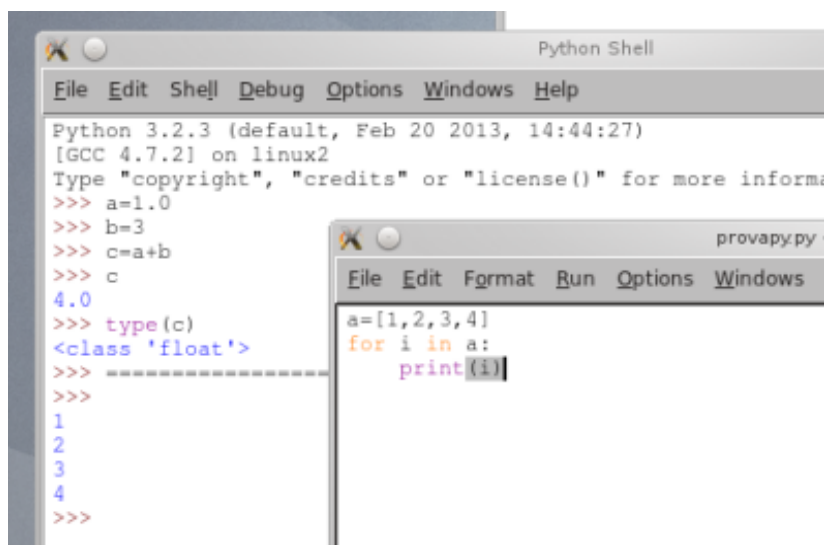 Python Shell
File Edit Shell Debug Options Windows Help
Python 3.2.3 (default, Feb 20 2013, 14:44:27)
[GCC 4.7.2] on linux2
Type "copyright", "credits" or "license()" for more
>>> a=1.0
>>> b=3
>>> c=a+b
>>> c
4.0
>>> type(c)
<class 'float'>
>>> =================
>>>
1
2
3
4
>>>
provapy.py
File Edit Format Run Options Windows
a=[1,2,3,4]
for i in a:
    print(i)